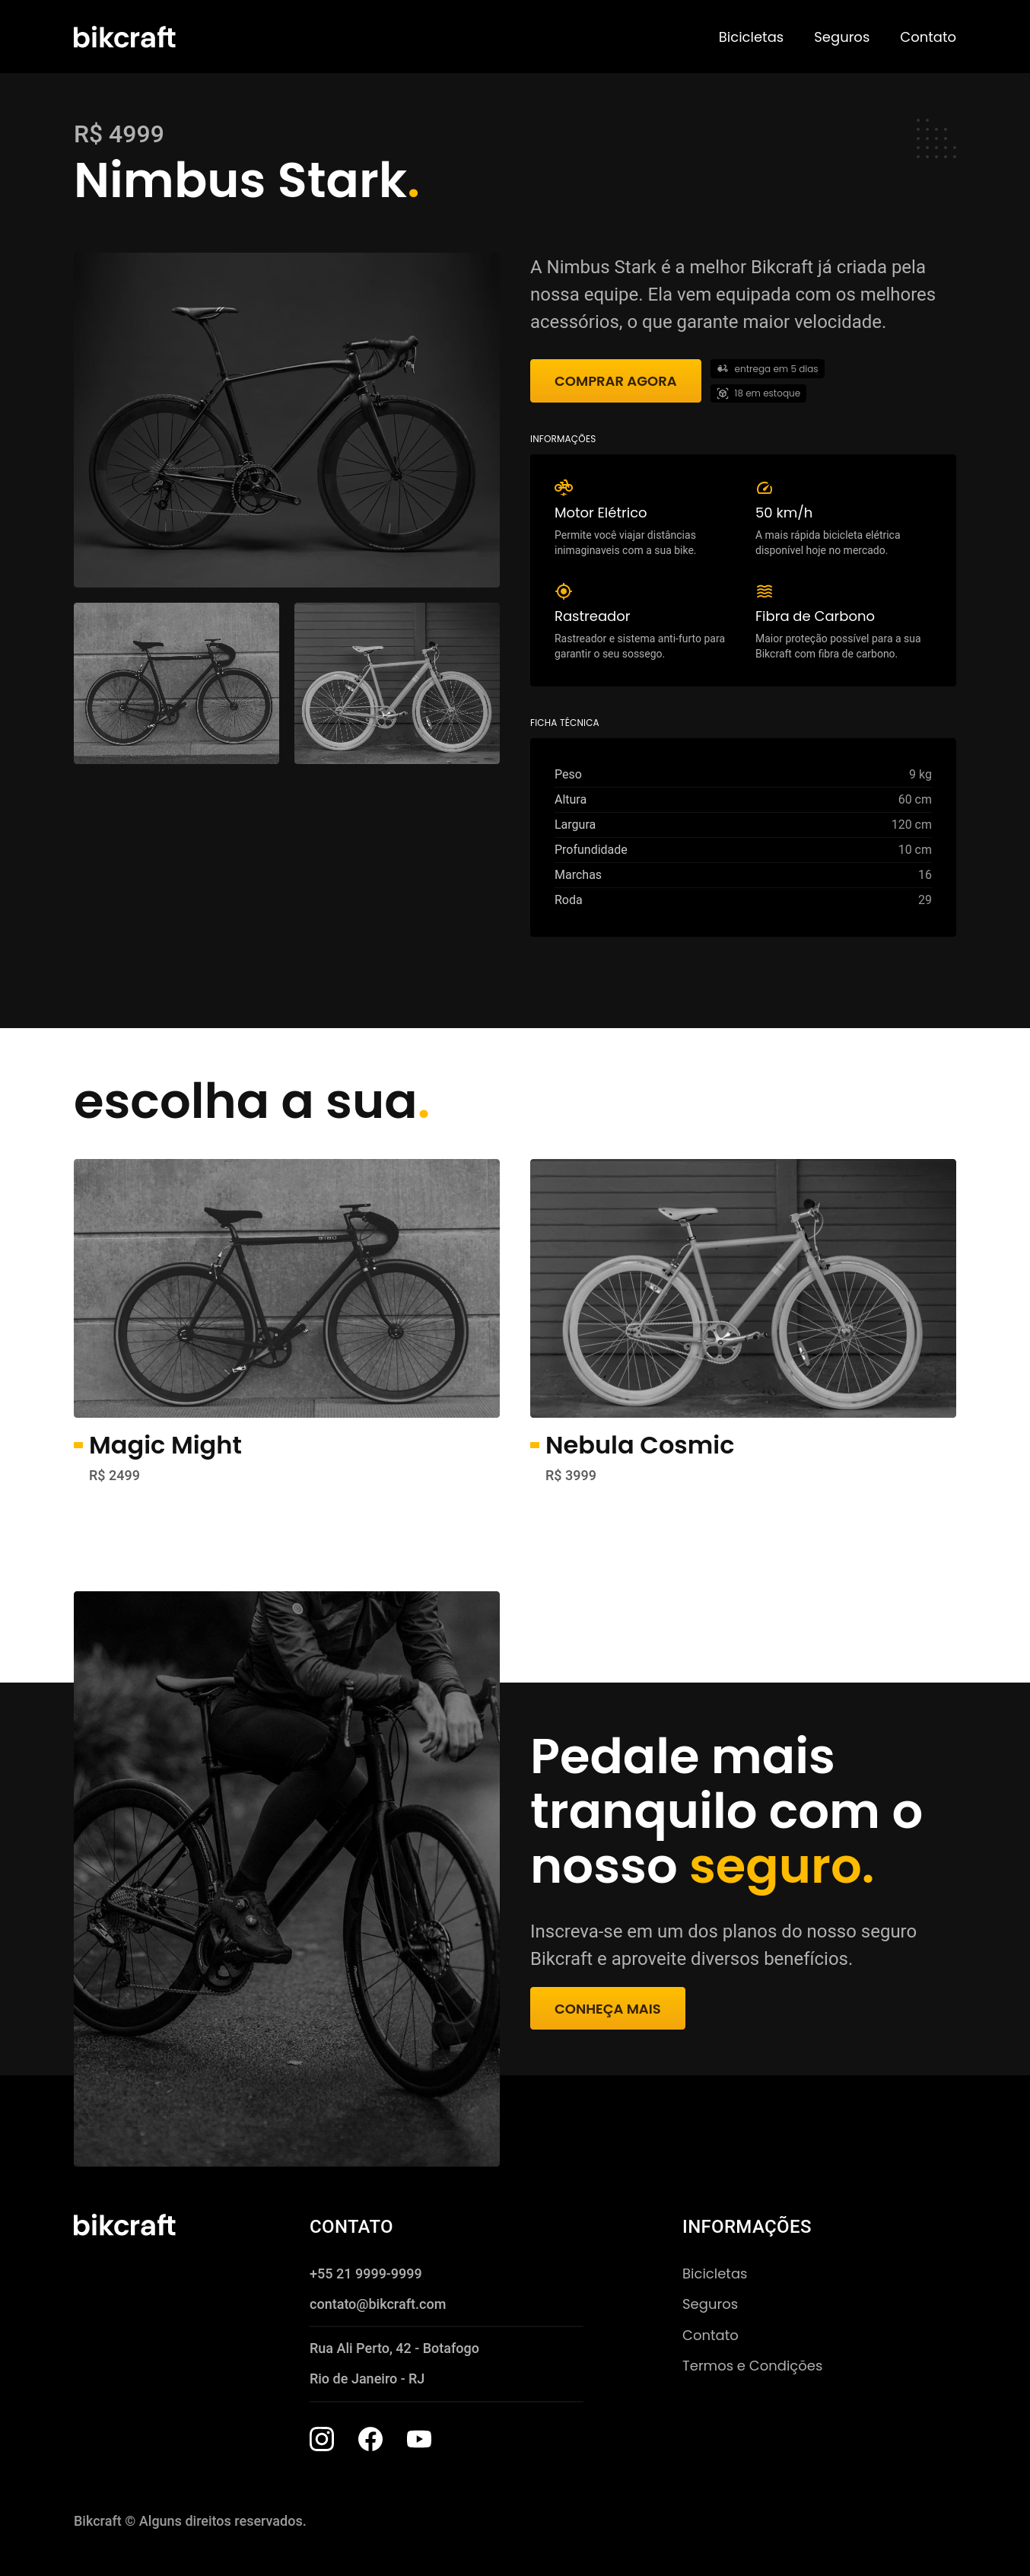 bikcraft
Bicicletas
Seguros
Contato
R$ 4999
Nimbus Stark.
A Nimbus Stark é a melhor Bikcraft já criada pela
nossa equipe. Ela vem equipada com os melhores
acessórios, o que garante maior velocidade.
COMPRAR AGORA
entrega em 5 dias
18 em estoque
INFORMAÇÕES
Motor Elétrico
Permite você viajar distâncias
inimaginaveis com a sua bike.
50 km/h
A mais rápida bicicleta elétrica
disponível hoje no mercado.
Rastreador
Rastreador e sistema anti-furto para
garantir o seu sossego.
Fibra de Carbono
Maior proteção possível para a sua
Bikcraft com fibra de carbono.
FICHA TÉCNICA
Peso 9 kg
Altura 60 cm
Largura 120 cm
Profundidade 10 cm
Marchas 16
Roda 29
escolha a sua.
Magic Might
R$ 2499
Nebula Cosmic
R$ 3999
Pedale mais
tranquilo com o
nosso seguro.
Inscreva-se em um dos planos do nosso seguro
Bikcraft e aproveite diversos benefícios.
CONHEÇA MAIS
bikcraft
CONTATO
+55 21 9999-9999
contato@bikcraft.com
Rua Ali Perto, 42 - Botafogo
Rio de Janeiro - RJ
INFORMAÇÕES
Bicicletas
Seguros
Contato
Termos e Condições
Bikcraft © Alguns direitos reservados.